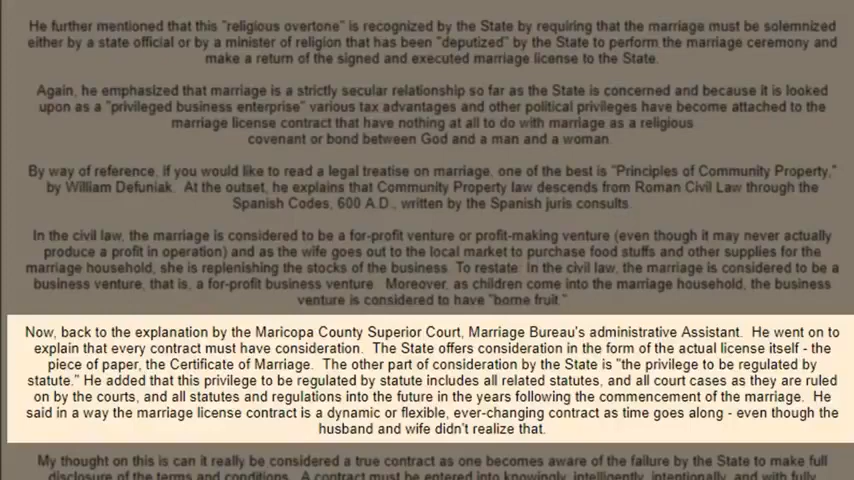 He further mentioned that this "religious overtone" is recognized by the State by requiring that the marriage must be solemnized
either by a state official or by a minister of religion that has been "deputized" by the State to perform the marriage ceremony and
make a return of the signed and executed marriage license to the State.
Again, he emphasized that marriage is a strictly secular relationship so far as the State is concerned and because it is looked
upon as a "privileged business enterprise" various tax advantages and other political privileges have become attached to the
marriage license contract that have nothing at all to do with marriage as a religious
covenant or bond between God and a man and a woman.
By way of reference, if you would like to read a legal treatise on marriage, one of the best is "Principles of Community Property,"
by William Defuniak. At the outset, he explains that Community Property law descends from Roman Civil Law through the
Spanish Codes, 600 A.D., written by the Spanish juris consults.
In the civil law, the marriage is considered to be a for-profit venture or profit-making venture (even though it may never actually
produce a profit in operation) and as the wife goes out to the local market to purchase food stuffs and other supplies for the
marriage household, she is replenishing the stocks of the business. To restate: In the civil law, the marriage is considered to be a
business venture, that is, a for-profit business venture. Moreover, as children come into the marriage household, the business
venture is considered to have "borne fruit."
Now, back to the explanation by the Maricopa County Superior Court, Marriage Bureau's administrative Assistant. He went on to
explain that every contract must have consideration. The State offers consideration in the form of the actual license itself - the
piece of paper, the Certificate of Marriage. The other part of consideration by the State is "the privilege to be regulated by
statute." He added that this privilege to be regulated by statute includes all related statutes, and all court cases as they are ruled
on by the courts, and all statutes and regulations into the future in the years following the commencement of the marriage. He
said in a way the marriage license contract is a dynamic or flexible, ever-changing contract as time goes along - even though the
husband and wife didn't realize that.
My thought on this is can it really be considered a true contract as one becomes aware of the failure by the State to make full
disclosure of the terms and conditions. A contract must be entered into knowingly, intelligently, intentionally, and with fully